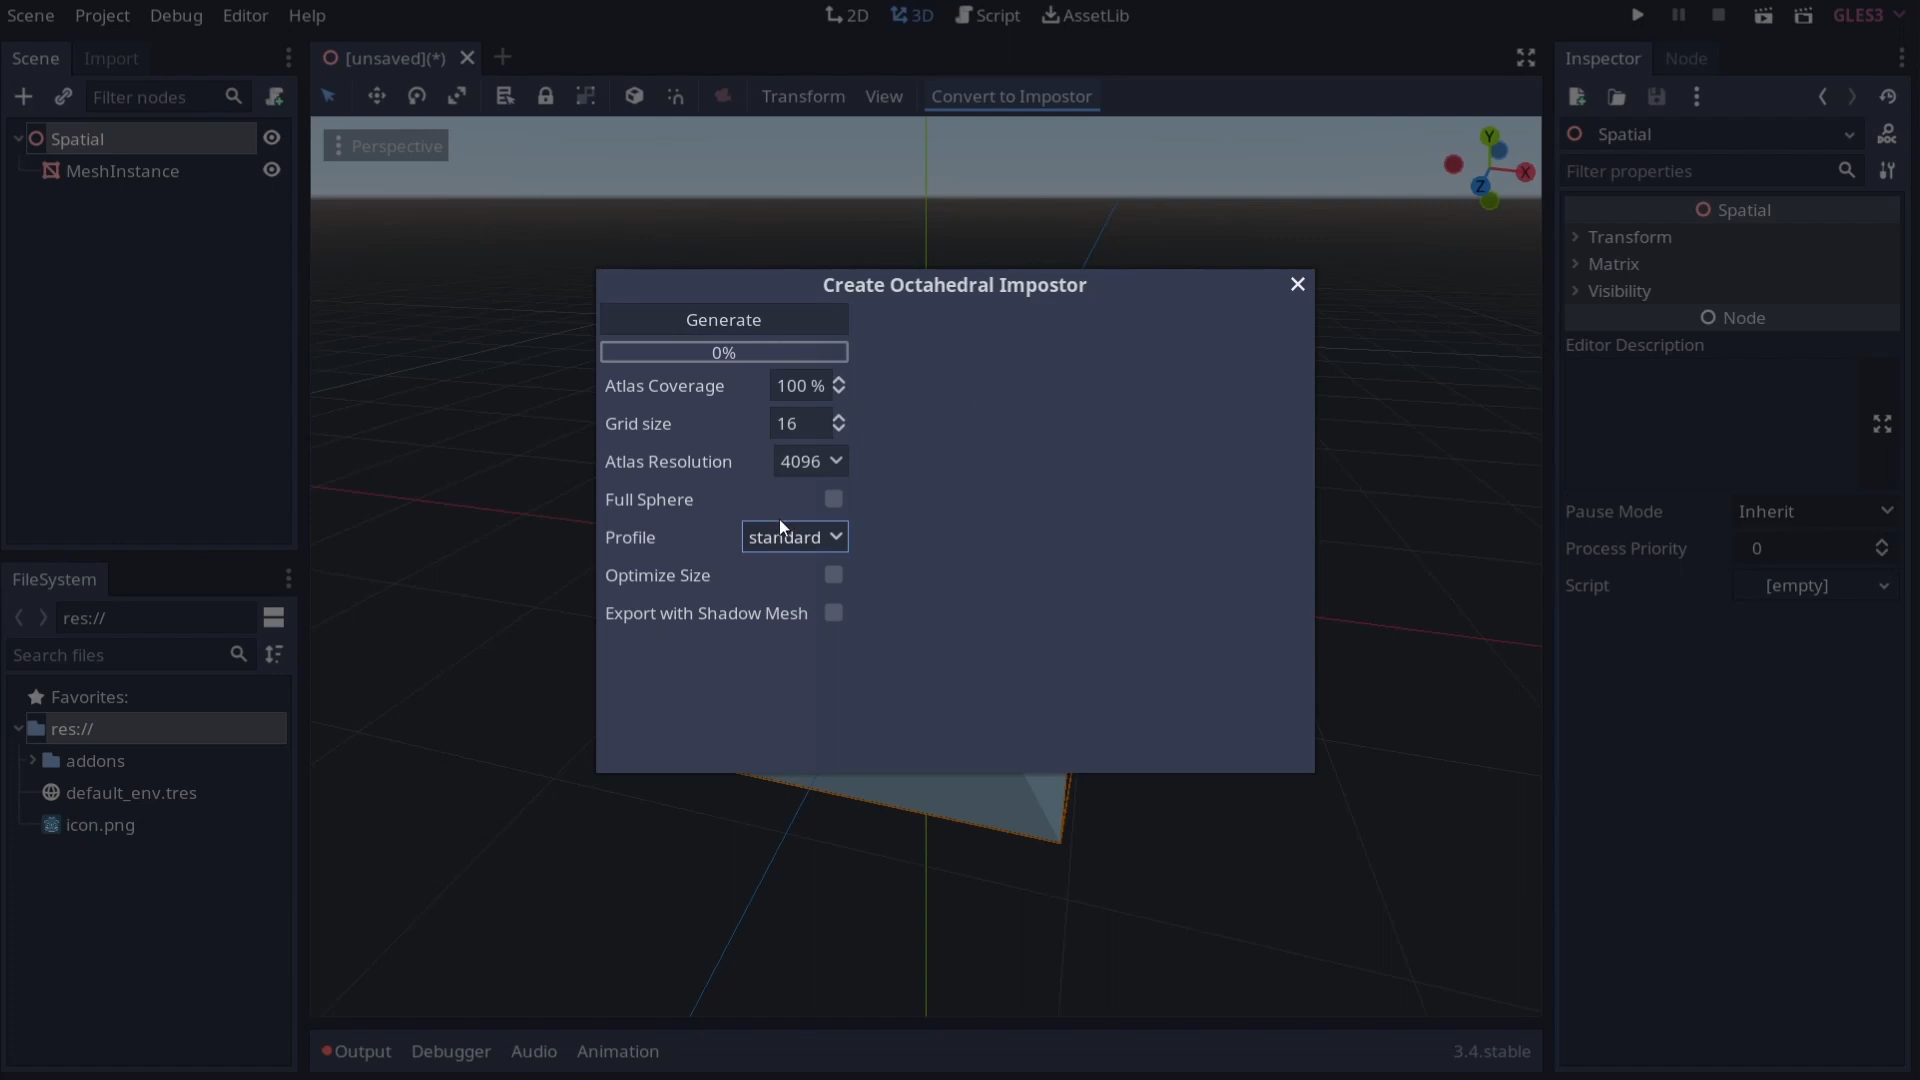 Scene Project Debug Editor Help
2D 3D Script AssetLib
GLES3
Scene Import
[unsaved](*)
Inspector Node
Filter nodes
Transform View Convert to Impostor
Spatial
MeshInstance
Perspective
Y
X
Z
Spatial
Filter properties
Spatial
Transform
Matrix
Visibility
Node
Editor Description
Pause Mode Inherit
Process Priority 0
Script [empty]
Create Octahedral Impostor
Generate
0%
Atlas Coverage 100 %
Grid size 16
Atlas Resolution 4096
Full Sphere
Profile standard
Optimize Size
Export with Shadow Mesh
FileSystem
res://
Search files
Favorites:
res://
addons
default_env.tres
icon.png
Output Debugger Audio Animation
3.4.stable